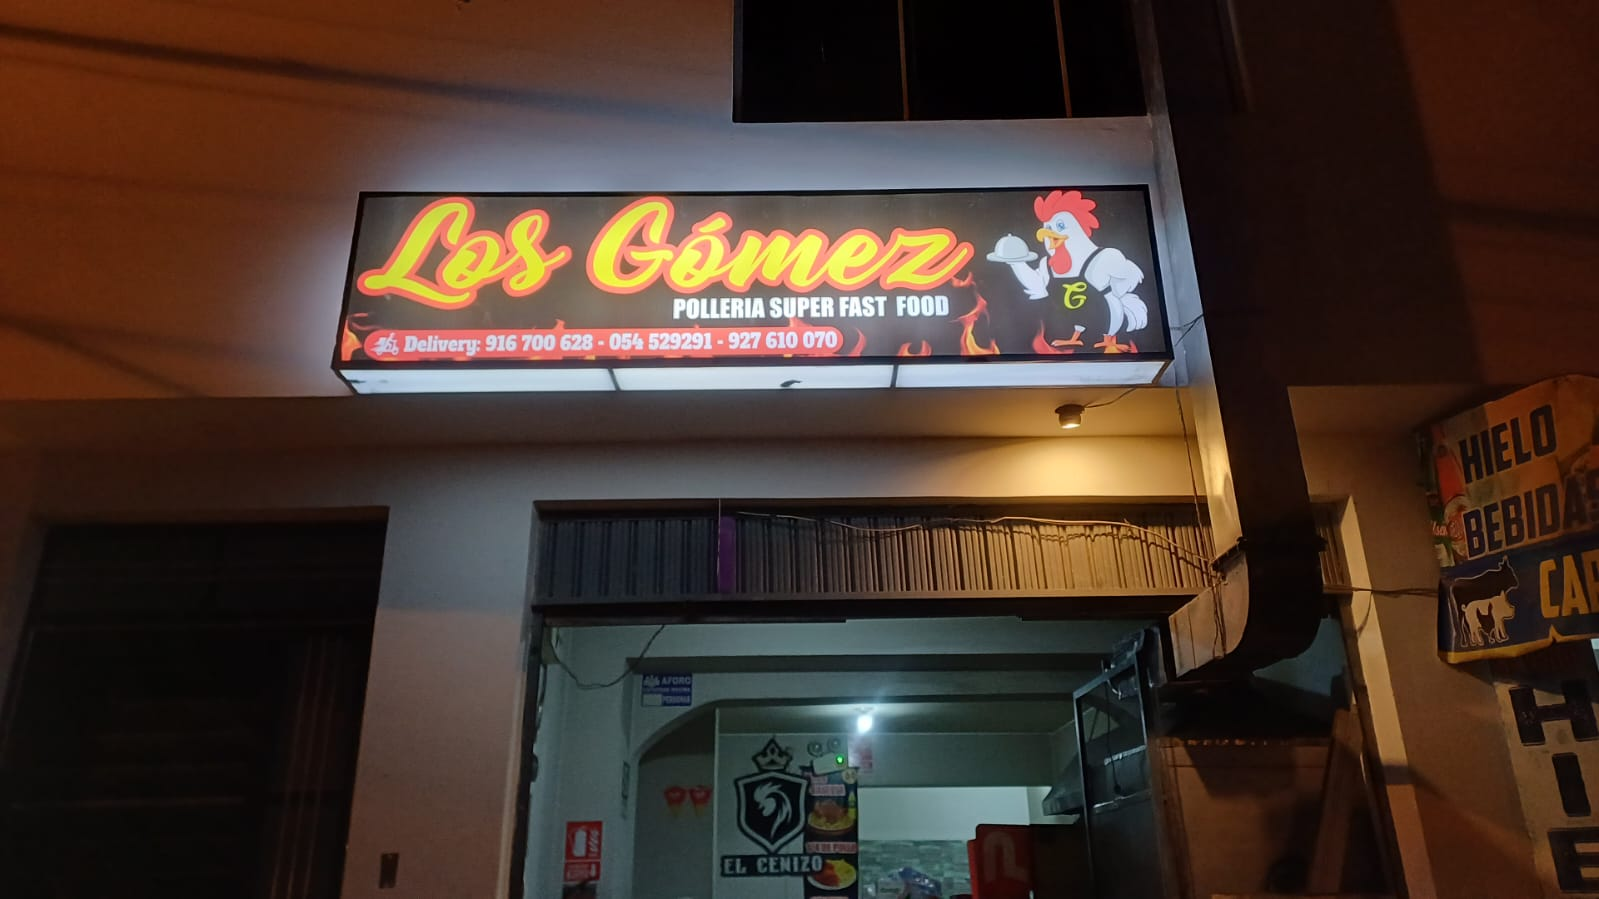 Los Gómez
G
POLLERIA SUPER FAST FOOD
Delivery: 916 700 628 - 054 529291 - 927 610 070
HIELO
BEBIDAS
AFORO
EL CENIZO
HIE